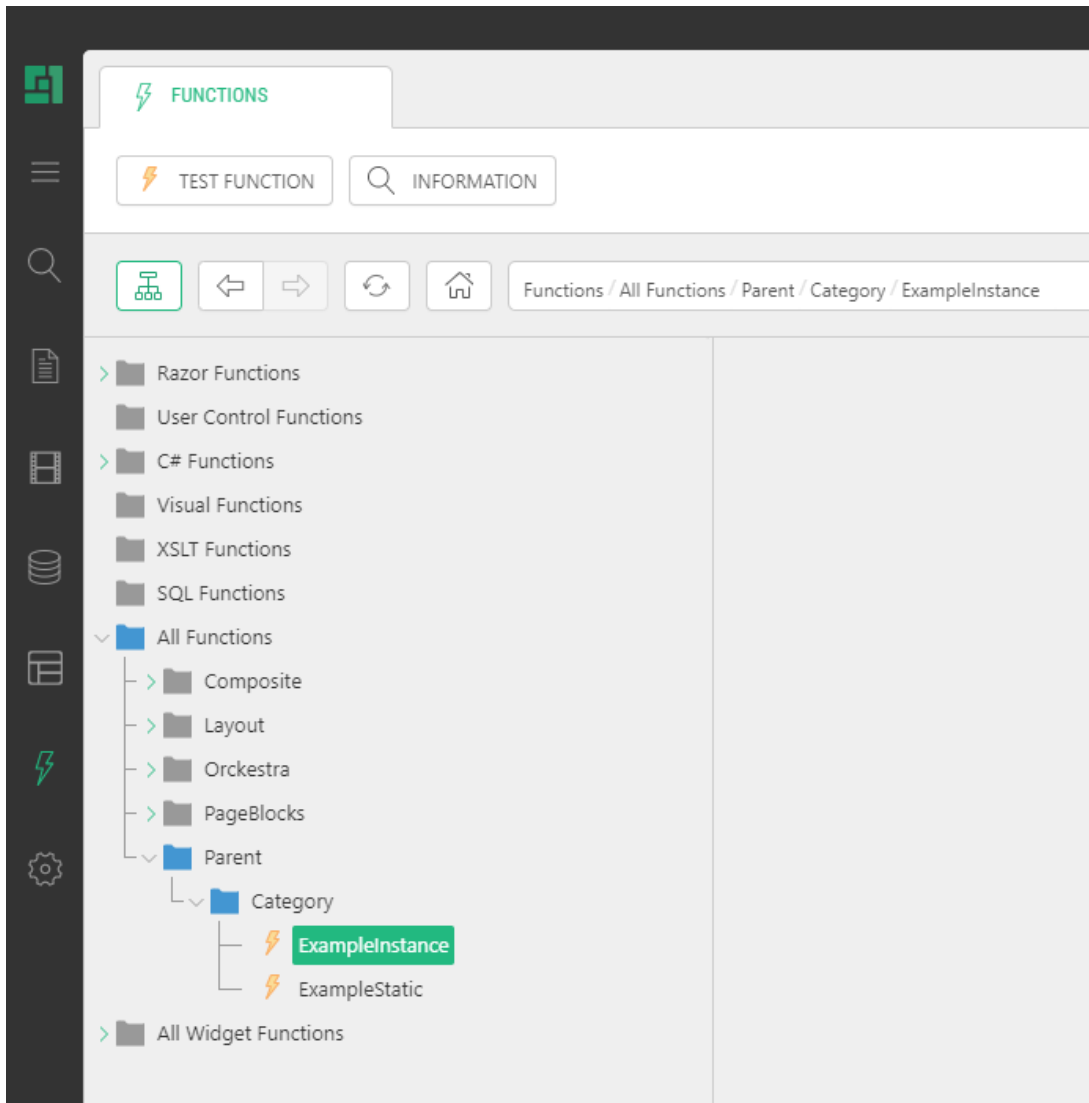 FUNCTIONS
TEST FUNCTION INFORMATION
Functions / All Functions / Parent / Category / ExampleInstance
Razor Functions
User Control Functions
C# Functions
Visual Functions
XSLT Functions
SQL Functions
All Functions
Composite
Layout
Orckestra
PageBlocks
Parent
Category
ExampleInstance
ExampleStatic
All Widget Functions